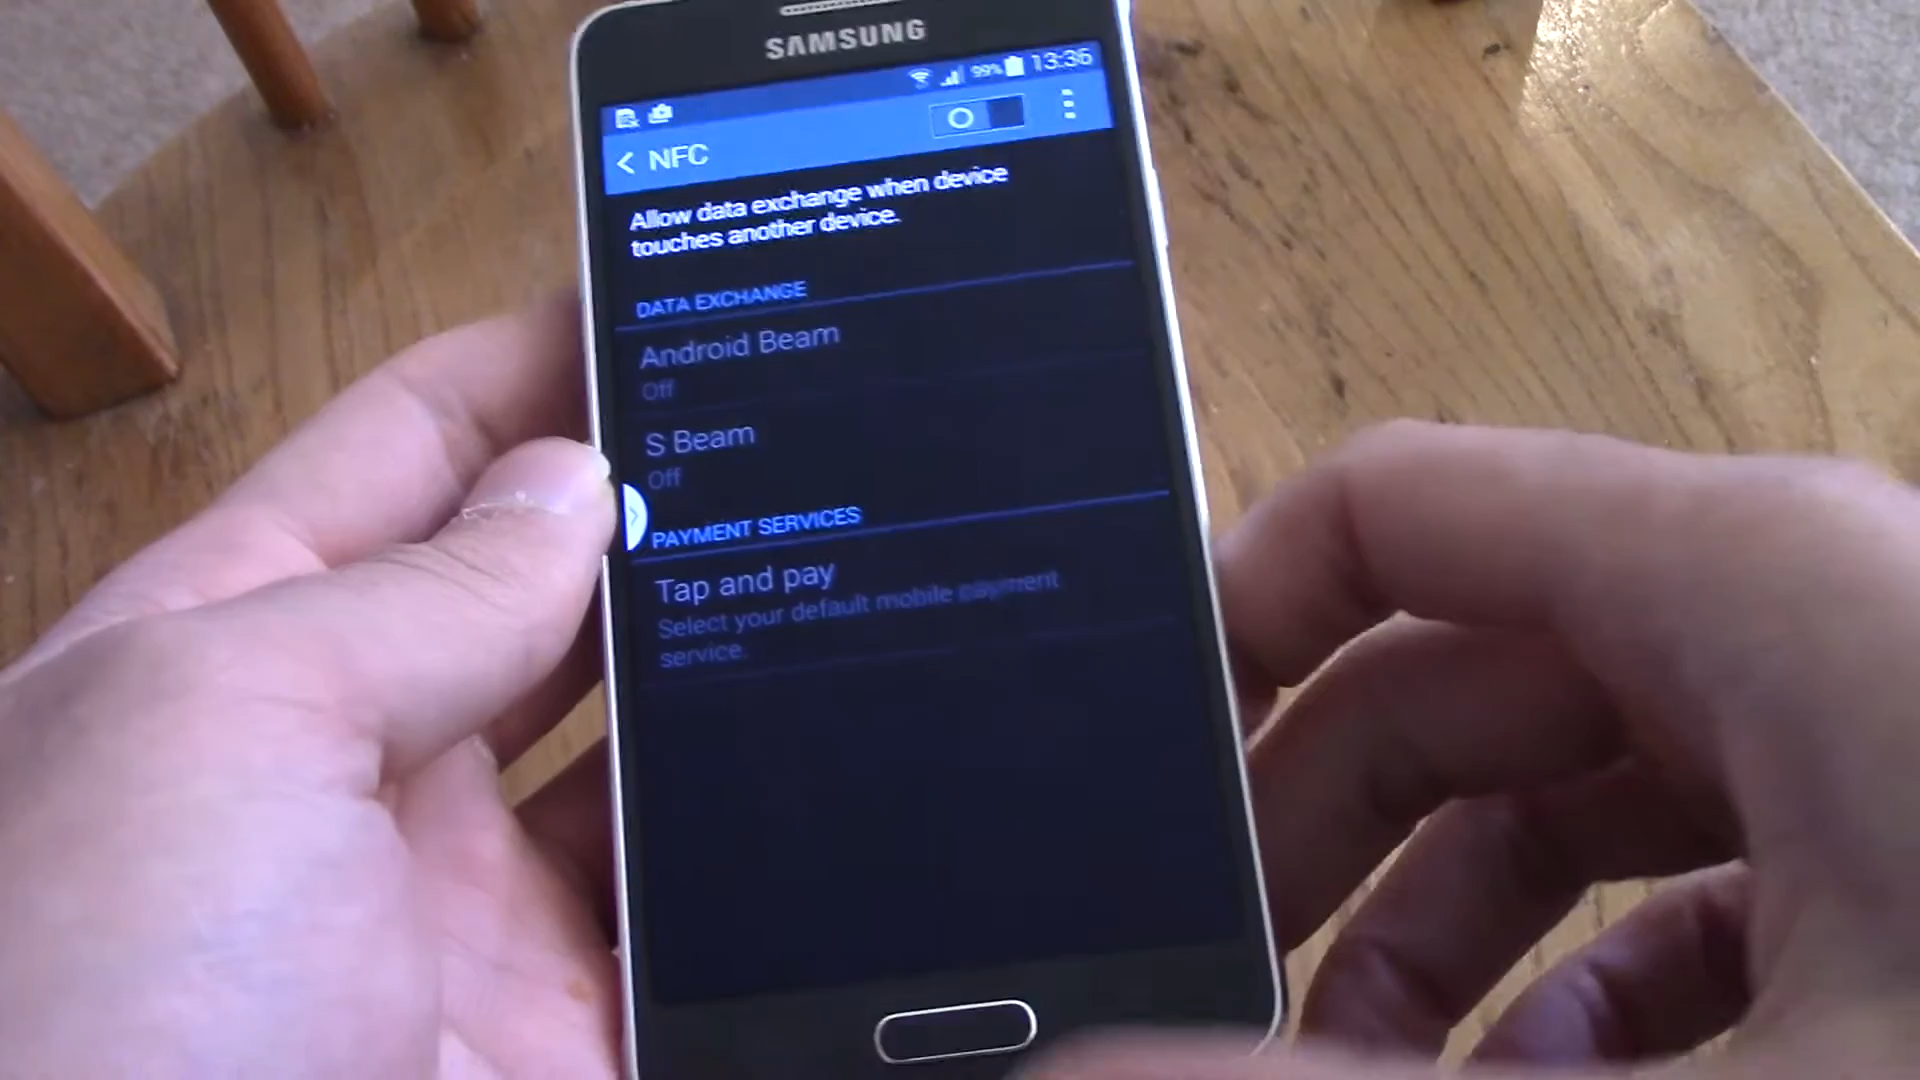 SAMSUNG
99% 13:36
NFC
Allow data exchange when device
touches another device.
DATA EXCHANGE
Android Beam
Off
S Beam
Off
PAYMENT SERVICES
Tap and pay
Select your default mobile payment
service.